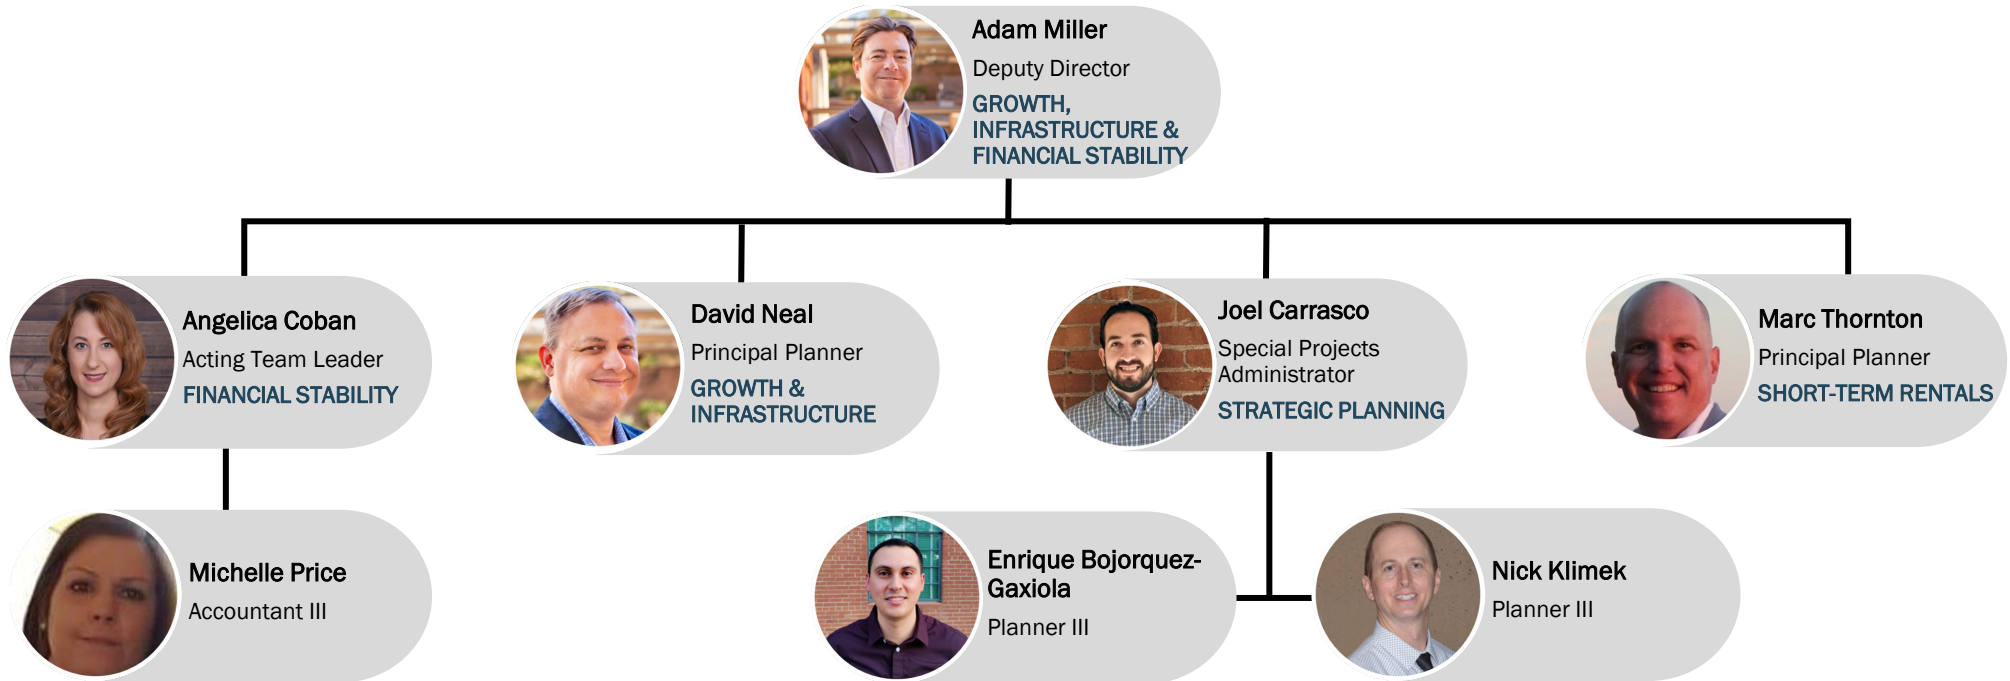 Adam Miller
Deputy Director
GROWTH,
INFRASTRUCTURE &
FINANCIAL STABILITY
Angelica Coban
Acting Team Leader
FINANCIAL STABILITY
David Neal
Principal Planner
GROWTH &
INFRASTRUCTURE
Joel Carrasco
Special Projects
Administrator
STRATEGIC PLANNING
Marc Thornton
Principal Planner
SHORT-TERM RENTALS
Michelle Price
Accountant III
Enrique Bojorquez-
Gaxiola
Planner III
Nick Klimek
Planner III